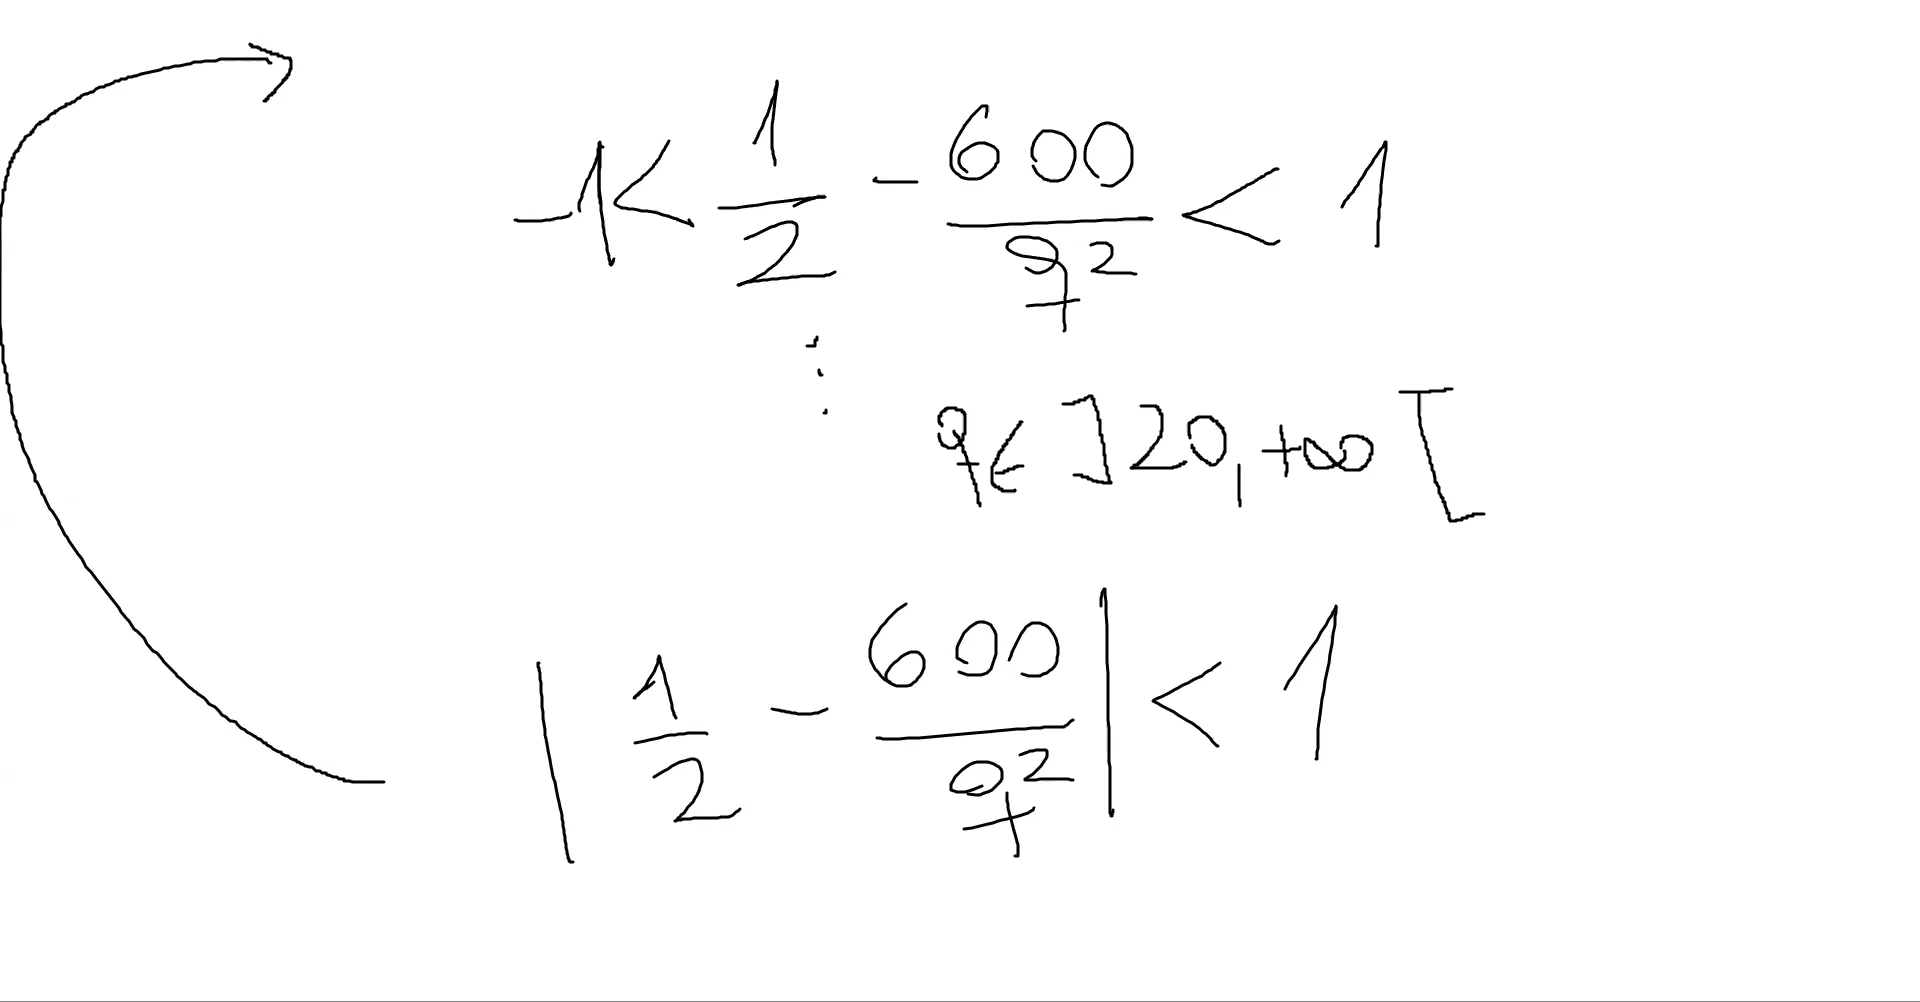 -1 < 1/2 - 600/q² < 1
⋮
q ∈ ]20, +∞[
| 1/2 - 600/q² | < 1